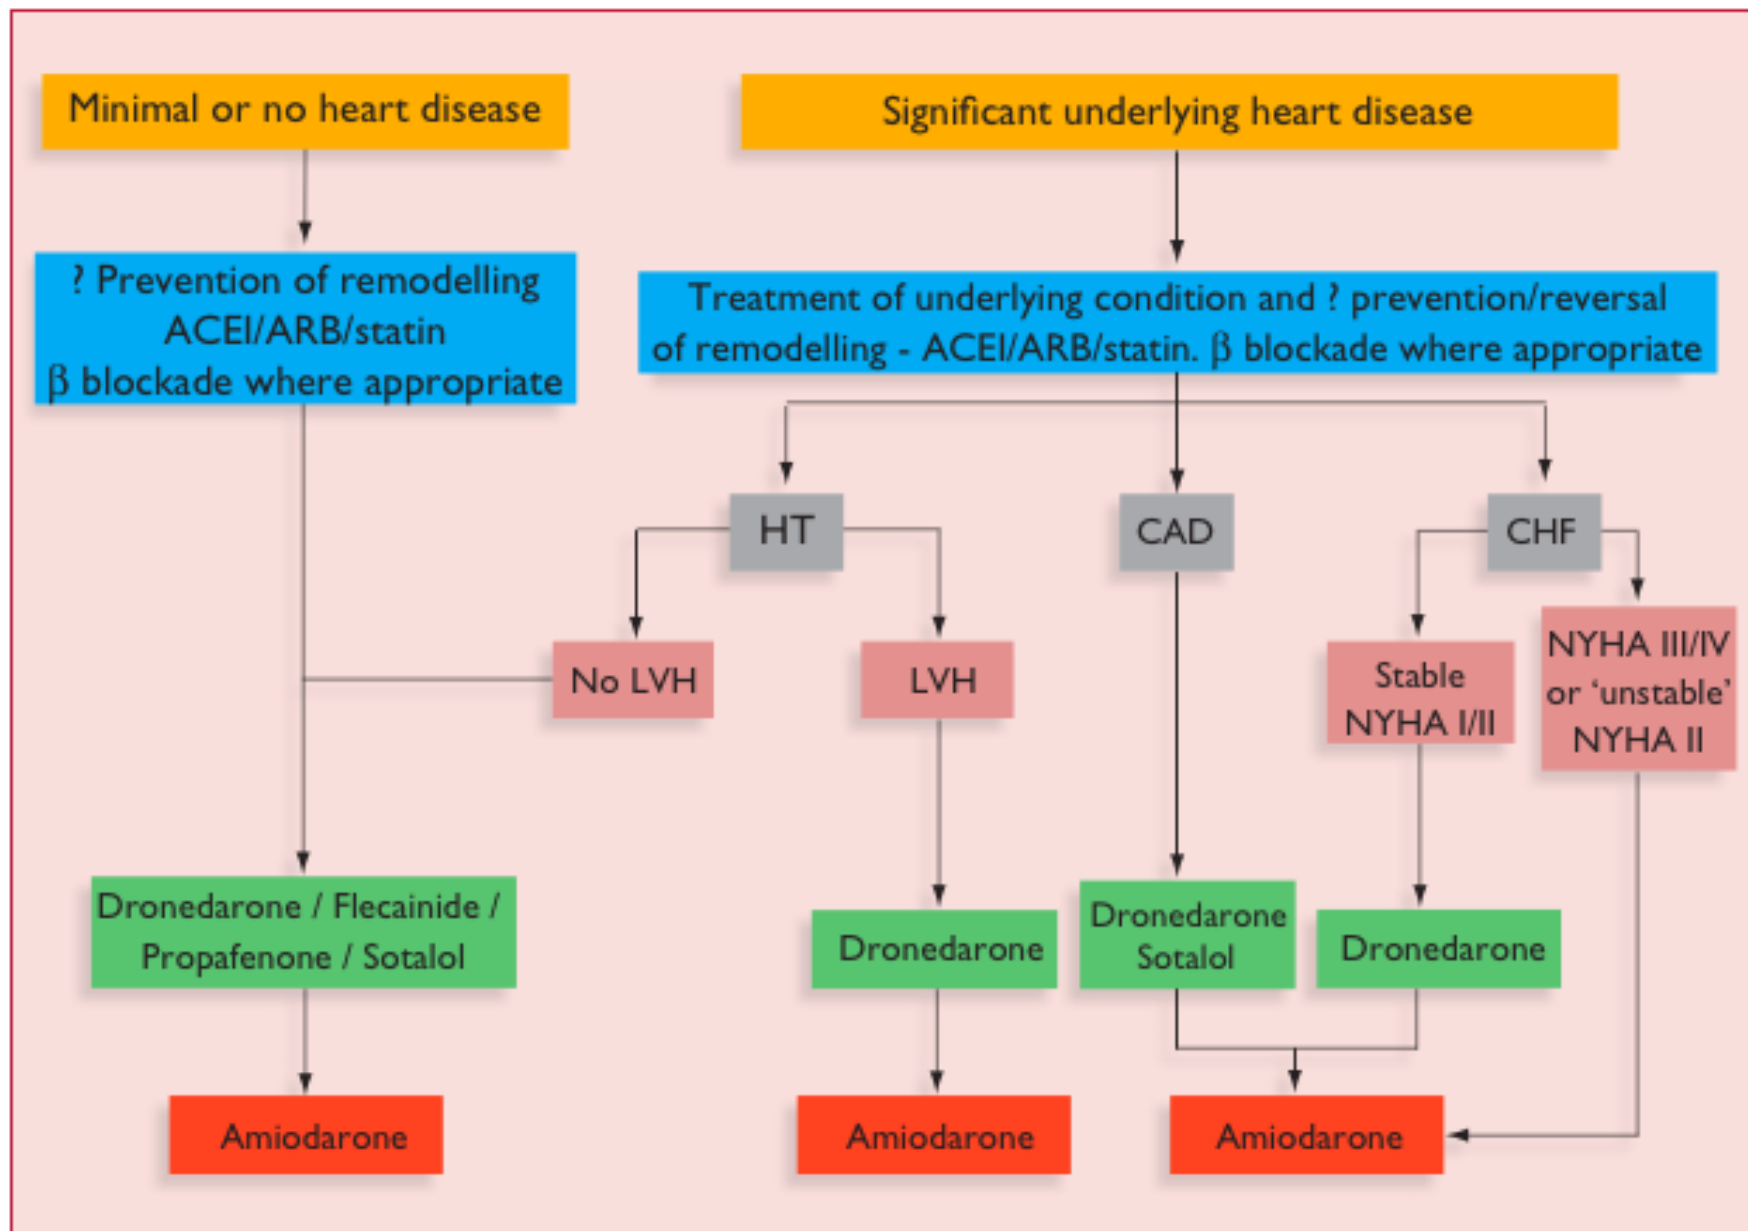 Minimal or no heart disease
Significant underlying heart disease
? Prevention of remodelling
ACEI/ARB/statin
β blockade where appropriate
Treatment of underlying condition and ? prevention/reversal
of remodelling - ACEI/ARB/statin. β blockade where appropriate
HT
CAD
CHF
No LVH
LVH
Stable
NYHA I/II
NYHA III/IV
or ‘unstable’
NYHA II
Dronedarone / Flecainide /
Propafenone / Sotalol
Dronedarone
Dronedarone
Sotalol
Dronedarone
Amiodarone
Amiodarone
Amiodarone